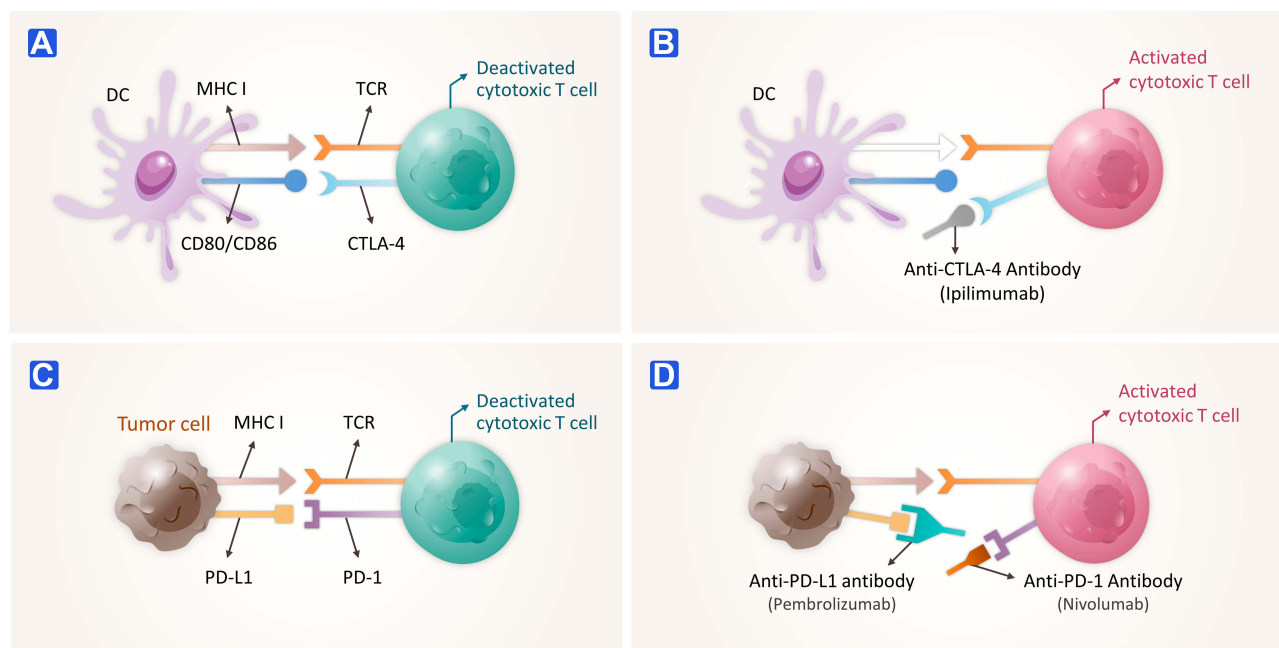 A
DC
MHC I
TCR
Deactivated
cytotoxic T cell
CD80/CD86
CTLA-4
B
DC
Activated
cytotoxic T cell
Anti-CTLA-4 Antibody
(Ipilimumab)
C
Tumor cell
MHC I
TCR
Deactivated
cytotoxic T cell
PD-L1
PD-1
D
Activated
cytotoxic T cell
Anti-PD-L1 antibody
(Pembrolizumab)
Anti-PD-1 Antibody
(Nivolumab)